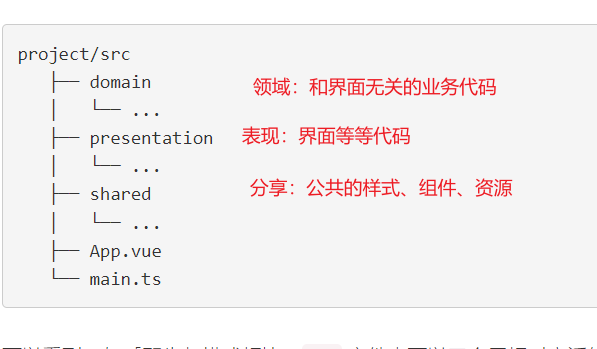 project/src
├── domain 领域：和界面无关的业务代码
│   └── ...
├── presentation 表现：界面等等代码
│   └── ...
├── shared 分享：公共的样式、组件、资源
│   └── ...
├── App.vue
└── main.ts